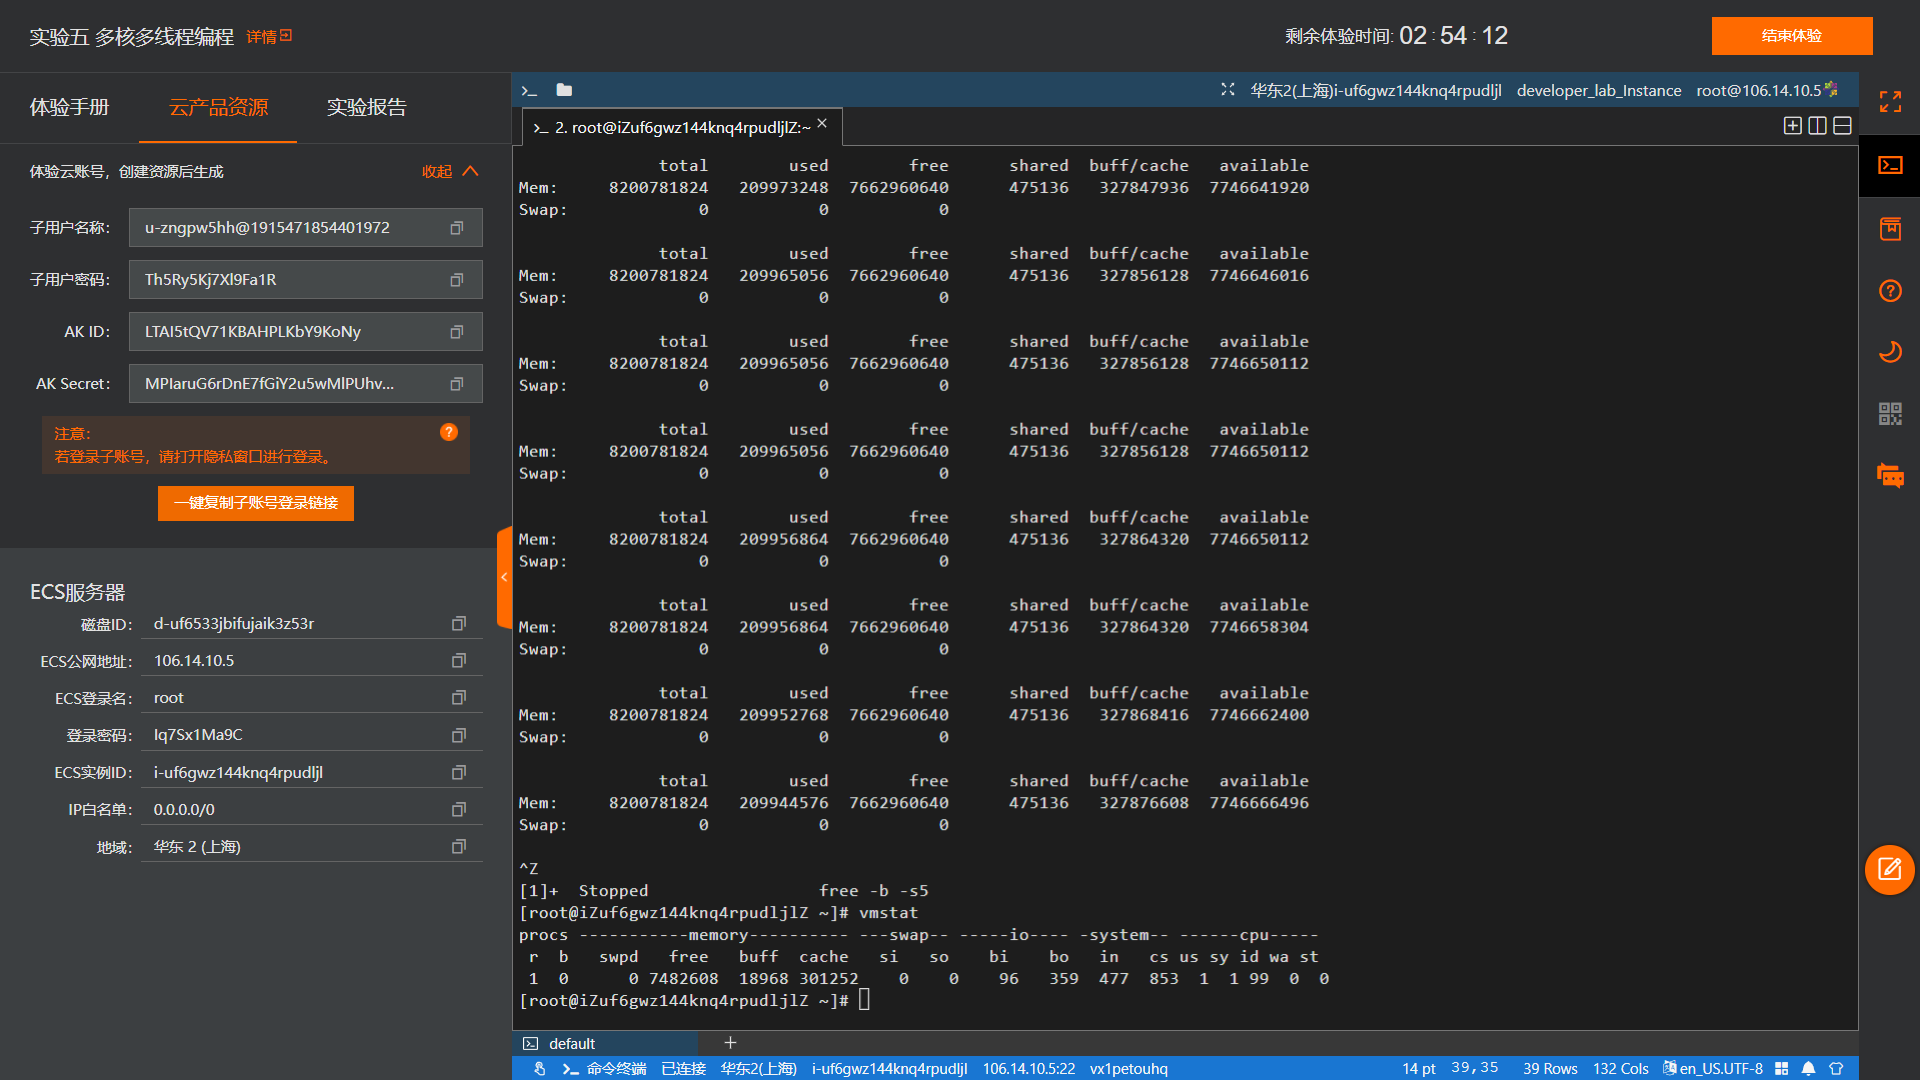 实验五 多核多线程编程 详情
剩余体验时间: 02 : 54 : 12
结束体验
体验手册 云产品资源 实验报告
体验云账号，创建资源后生成 收起
子用户名称： u-zngpw5hh@1915471854401972
子用户密码： Th5Ry5Kj7Xl9Fa1R
AK ID： LTAI5tQV71KBAHPLKbY9KoNy
AK Secret： MPIaruG6rDnE7fGiY2u5wMlPUhv...
注意：
若登录子账号，请打开隐私窗口进行登录。
一键复制子账号登录链接
ECS服务器
磁盘ID： d-uf6533jbifujaik3z53r
ECS公网地址： 106.14.10.5
ECS登录名： root
登录密码： Iq7Sx1Ma9C
ECS实例ID： i-uf6gwz144knq4rpudljl
IP白名单： 0.0.0.0/0
地域： 华东 2 (上海)
华东2(上海)i-uf6gwz144knq4rpudljl developer_lab_Instance root@106.14.10.5
2. root@iZuf6gwz144knq4rpudljlZ:~
total used free shared buff/cache available
Mem: 8200781824 209973248 7662960640 475136 327847936 7746641920
Swap: 0 0 0
total used free shared buff/cache available
Mem: 8200781824 209965056 7662960640 475136 327856128 7746646016
Swap: 0 0 0
total used free shared buff/cache available
Mem: 8200781824 209965056 7662960640 475136 327856128 7746650112
Swap: 0 0 0
total used free shared buff/cache available
Mem: 8200781824 209965056 7662960640 475136 327856128 7746650112
Swap: 0 0 0
total used free shared buff/cache available
Mem: 8200781824 209956864 7662960640 475136 327864320 7746650112
Swap: 0 0 0
total used free shared buff/cache available
Mem: 8200781824 209956864 7662960640 475136 327864320 7746658304
Swap: 0 0 0
total used free shared buff/cache available
Mem: 8200781824 209952768 7662960640 475136 327868416 7746662400
Swap: 0 0 0
total used free shared buff/cache available
Mem: 8200781824 209944576 7662960640 475136 327876608 7746666496
Swap: 0 0 0
^Z
[1]+ Stopped free -b -s5
[root@iZuf6gwz144knq4rpudljlZ ~]# vmstat
procs -----------memory---------- ---swap-- -----io---- -system-- ------cpu-----
r b swpd free buff cache si so bi bo in cs us sy id wa st
1 0 0 7482608 18968 301252 0 0 96 359 477 853 1 1 99 0 0
[root@iZuf6gwz144knq4rpudljlZ ~]#
default
命令终端 已连接 华东2(上海) i-uf6gwz144knq4rpudljl 106.14.10.5:22 vx1petouhq 14 pt 39,35 39 Rows 132 Cols en_US.UTF-8